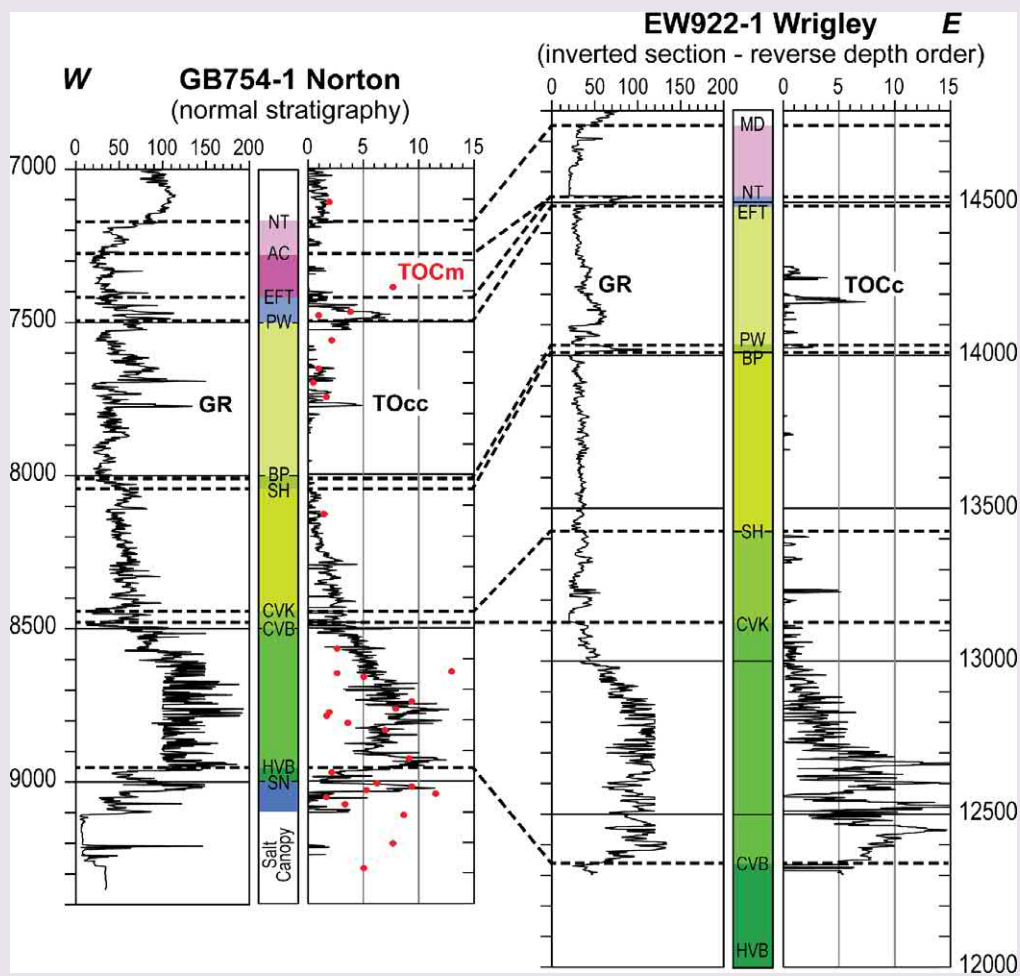 EW922-1 Wrigley E
(inverted section - reverse depth order)
W GB754-1 Norton
(normal stratigraphy)
0 50 100 150 200
0 5 10 15
0 50 100 150 200
0 5 10 15
7000
7500
8000
8500
9000
NT
AC
EFT
PW
BP
SH
CVK
CVB
HVB
SN
Salt
Canopy
GR
TOCm
TOcc
MD
NT
EFT
PW
BP
SH
CVK
CVB
HVB
GR
TOCc
14500
14000
13500
13000
12500
12000